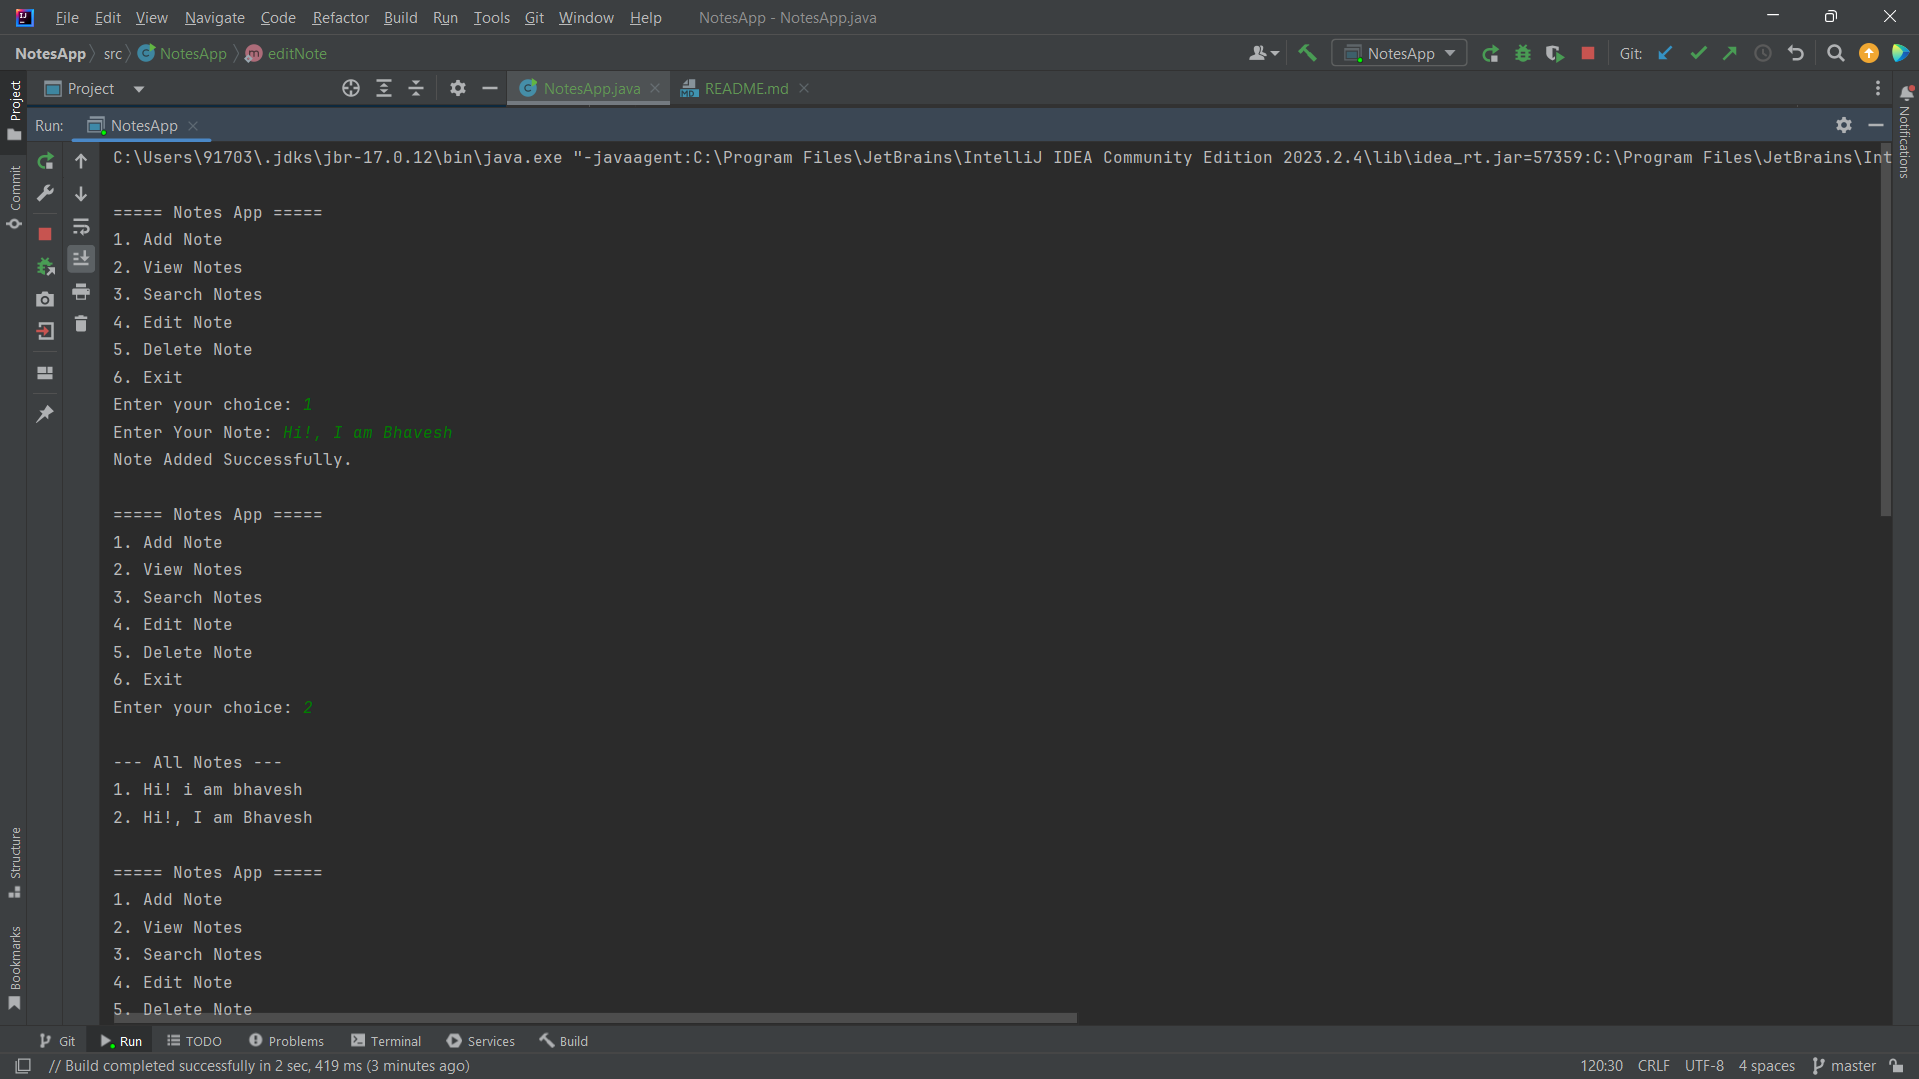 File Edit View Navigate Code Refactor Build Run Tools Git Window Help NotesApp - NotesApp.java
NotesApp src NotesApp editNote NotesApp Git:
Project NotesApp.java README.md
Run: NotesApp
C:\Users\91703\.jdks\jbr-17.0.12\bin\java.exe "-javaagent:C:\Program Files\JetBrains\IntelliJ IDEA Community Edition 2023.2.4\lib\idea_rt.jar=57359:C:\Program Files\JetBrains\Int
===== Notes App =====
1. Add Note
2. View Notes
3. Search Notes
4. Edit Note
5. Delete Note
6. Exit
Enter your choice: 1
Enter Your Note: Hi!, I am Bhavesh
Note Added Successfully.
===== Notes App =====
1. Add Note
2. View Notes
3. Search Notes
4. Edit Note
5. Delete Note
6. Exit
Enter your choice: 2
--- All Notes ---
1. Hi! i am bhavesh
2. Hi!, I am Bhavesh
===== Notes App =====
1. Add Note
2. View Notes
3. Search Notes
4. Edit Note
5. Delete Note
Project
Commit
Structure
Bookmarks
Notifications
Git Run TODO Problems Terminal Services Build
// Build completed successfully in 2 sec, 419 ms (3 minutes ago) 120:30 CRLF UTF-8 4 spaces master